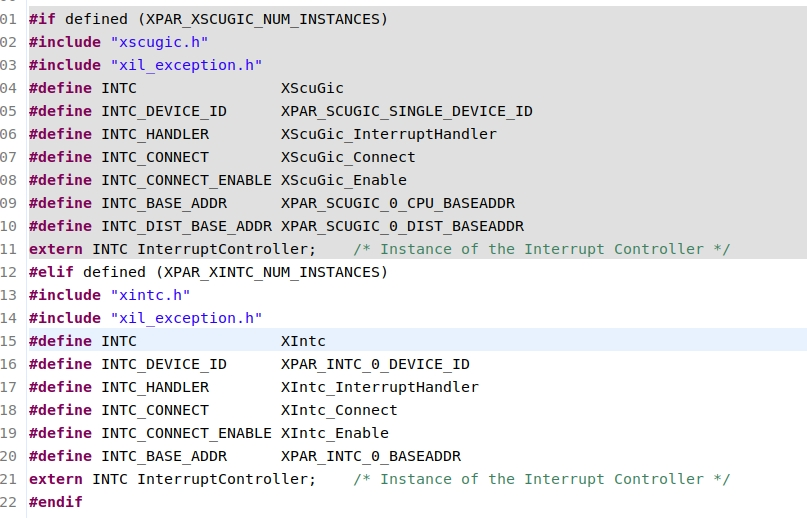 01 #if defined (XPAR_XSCUGIC_NUM_INSTANCES)
02 #include "xscugic.h"
03 #include "xil_exception.h"
04 #define INTC                XScuGic
05 #define INTC_DEVICE_ID      XPAR_SCUGIC_SINGLE_DEVICE_ID
06 #define INTC_HANDLER        XScuGic_InterruptHandler
07 #define INTC_CONNECT        XScuGic_Connect
08 #define INTC_CONNECT_ENABLE XScuGic_Enable
09 #define INTC_BASE_ADDR      XPAR_SCUGIC_0_CPU_BASEADDR
10 #define INTC_DIST_BASE_ADDR XPAR_SCUGIC_0_DIST_BASEADDR
11 extern INTC InterruptController;    /* Instance of the Interrupt Controller */
12 #elif defined (XPAR_XINTC_NUM_INSTANCES)
13 #include "xintc.h"
14 #include "xil_exception.h"
15 #define INTC                XIntc
16 #define INTC_DEVICE_ID      XPAR_INTC_0_DEVICE_ID
17 #define INTC_HANDLER        XIntc_InterruptHandler
18 #define INTC_CONNECT        XIntc_Connect
19 #define INTC_CONNECT_ENABLE XIntc_Enable
20 #define INTC_BASE_ADDR      XPAR_INTC_0_BASEADDR
21 extern INTC InterruptController;    /* Instance of the Interrupt Controller */
22 #endif